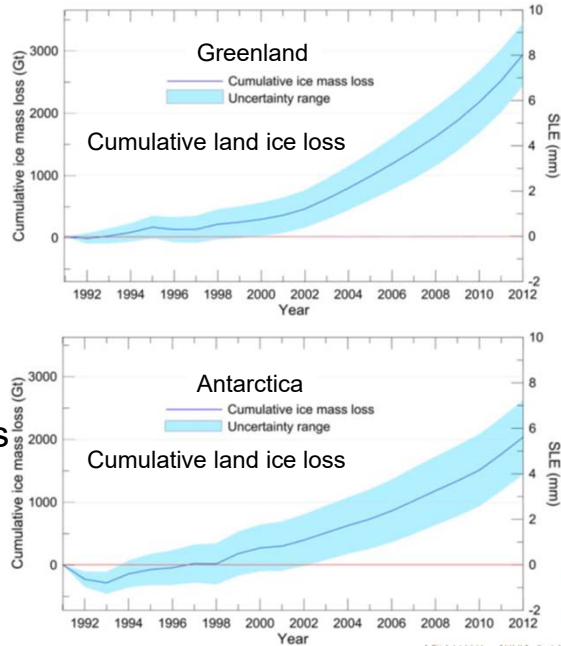 Greenland
Cumulative ice mass loss
Uncertainty range
Cumulative land ice loss
Cumulative ice mass loss (Gt)
3000
2000
1000
0
10
8
6
4
2
0
-2
SLE (mm)
1992 1994 1996 1998 2000 2002 2004 2006 2008 2010 2012
Year
Antarctica
Cumulative ice mass loss
Uncertainty range
Cumulative land ice loss
s
Cumulative ice mass loss (Gt)
3000
2000
1000
0
10
8
6
4
2
0
-2
SLE (mm)
1992 1994 1996 1998 2000 2002 2004 2006 2008 2010 2012
Year